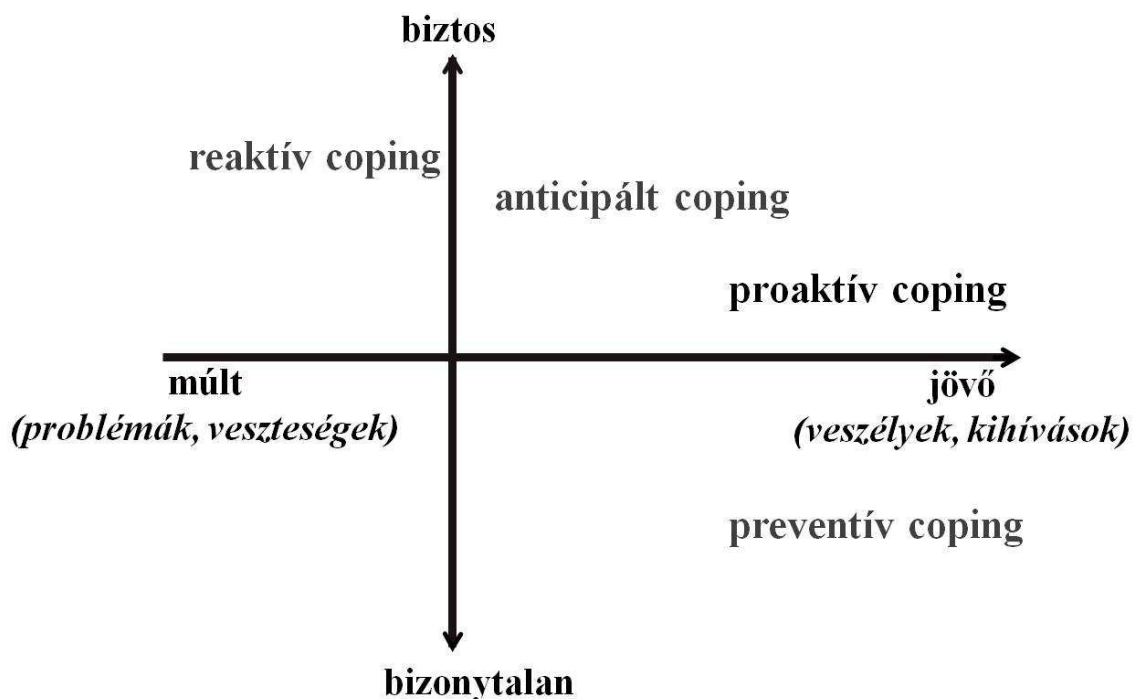 biztos
reaktív coping
anticipált coping
proaktív coping
múlt
(problémák, veszteségek)
jövő
(veszélyek, kihívások)
preventív coping
bizonytalan